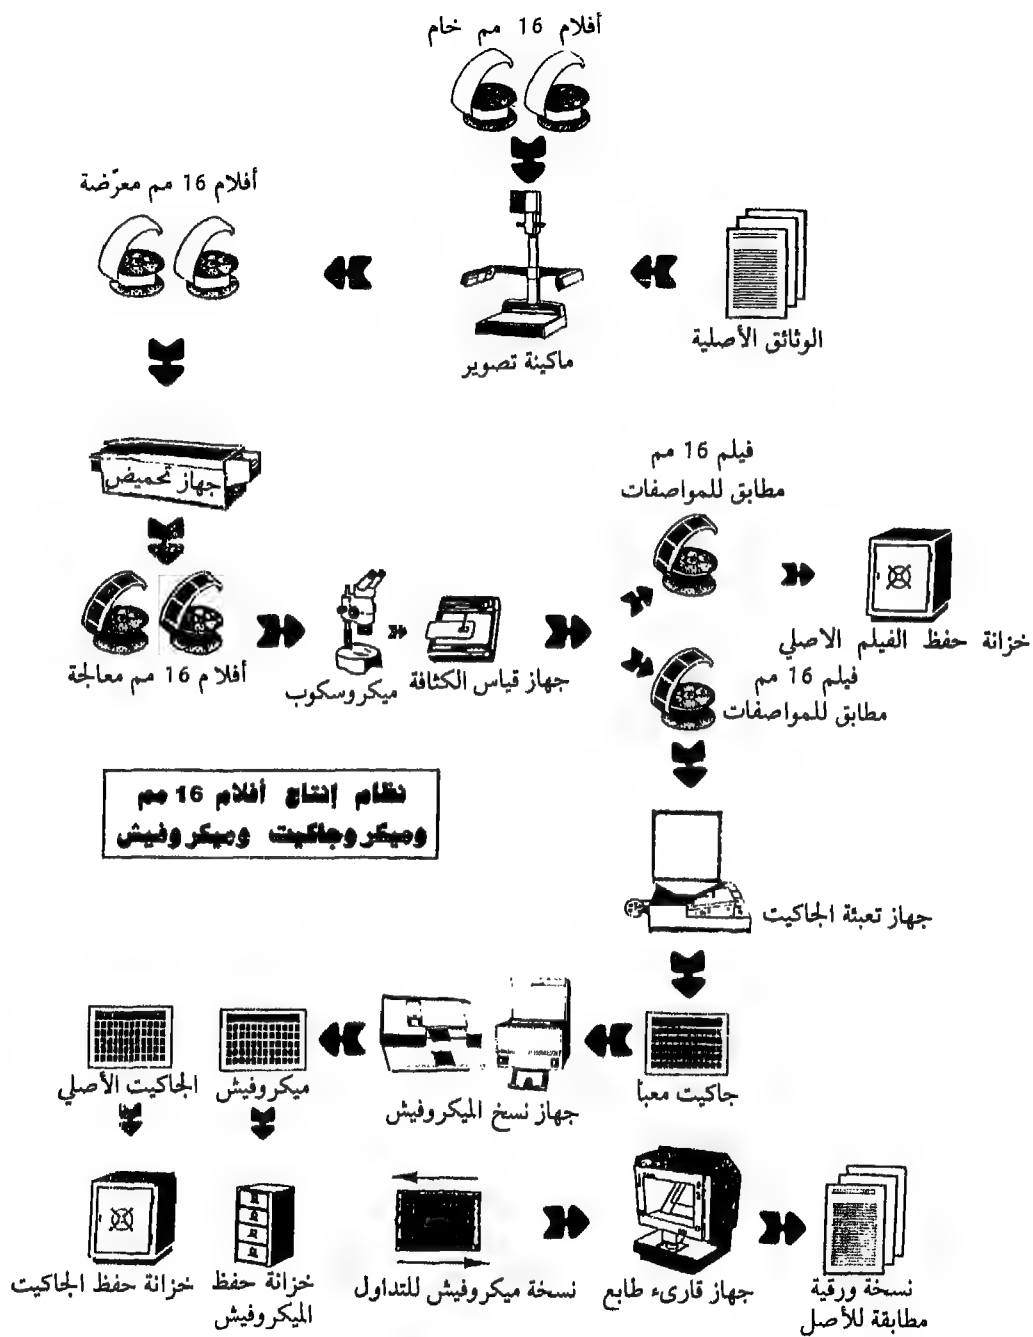 أفلام 16 مم خام
أفلام 16 مم معرّضة
الوثائق الأصلية
ماكينة تصوير
جهاز تحميض
فيلم 16 مم
مطابق للمواصفات
خزانة حفظ الفيلم الاصلي
أفلام 16 مم معالجة
ميكروسكوب
جهاز قياس الكثافة
فيلم 16 مم
مطابق للمواصفات
نظام إنتاج أفلام 16 مم
وميكروجاكيت وميكروفيش
جهاز تعبئة الجاكيت
جاكيت معبأ
جهاز نسخ الميكروفيش
ميكروفيش
الجاكيت الأصلي
خزانة حفظ الجاكيت
خزانة حفظ
الميكروفيش
نسخة ميكروفيش للتداول
جهاز قارىء طابع
نسخة ورقية
مطابقة للأصل